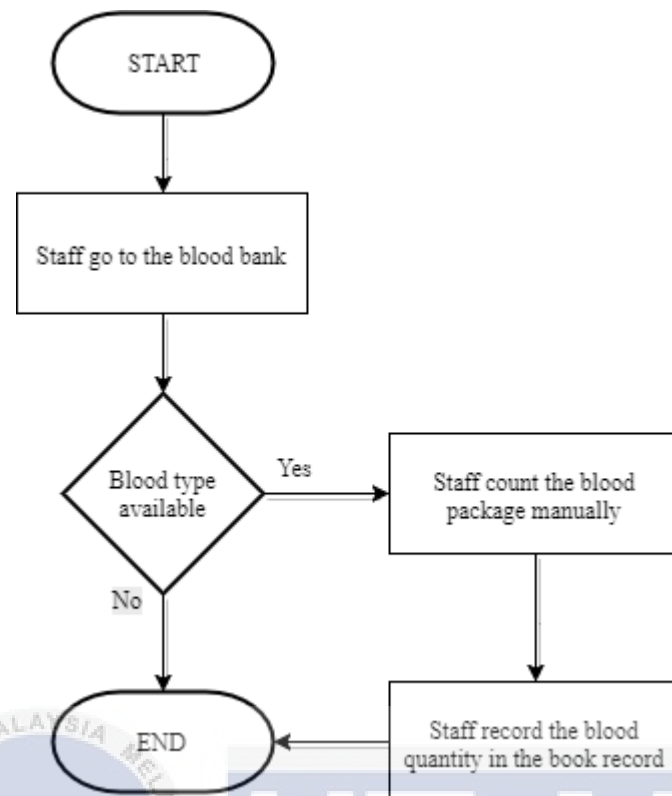 START
Staff go to the blood bank
Blood type
available
Yes
Staff count the blood
package manually
No
END
Staff record the blood
quantity in the book record